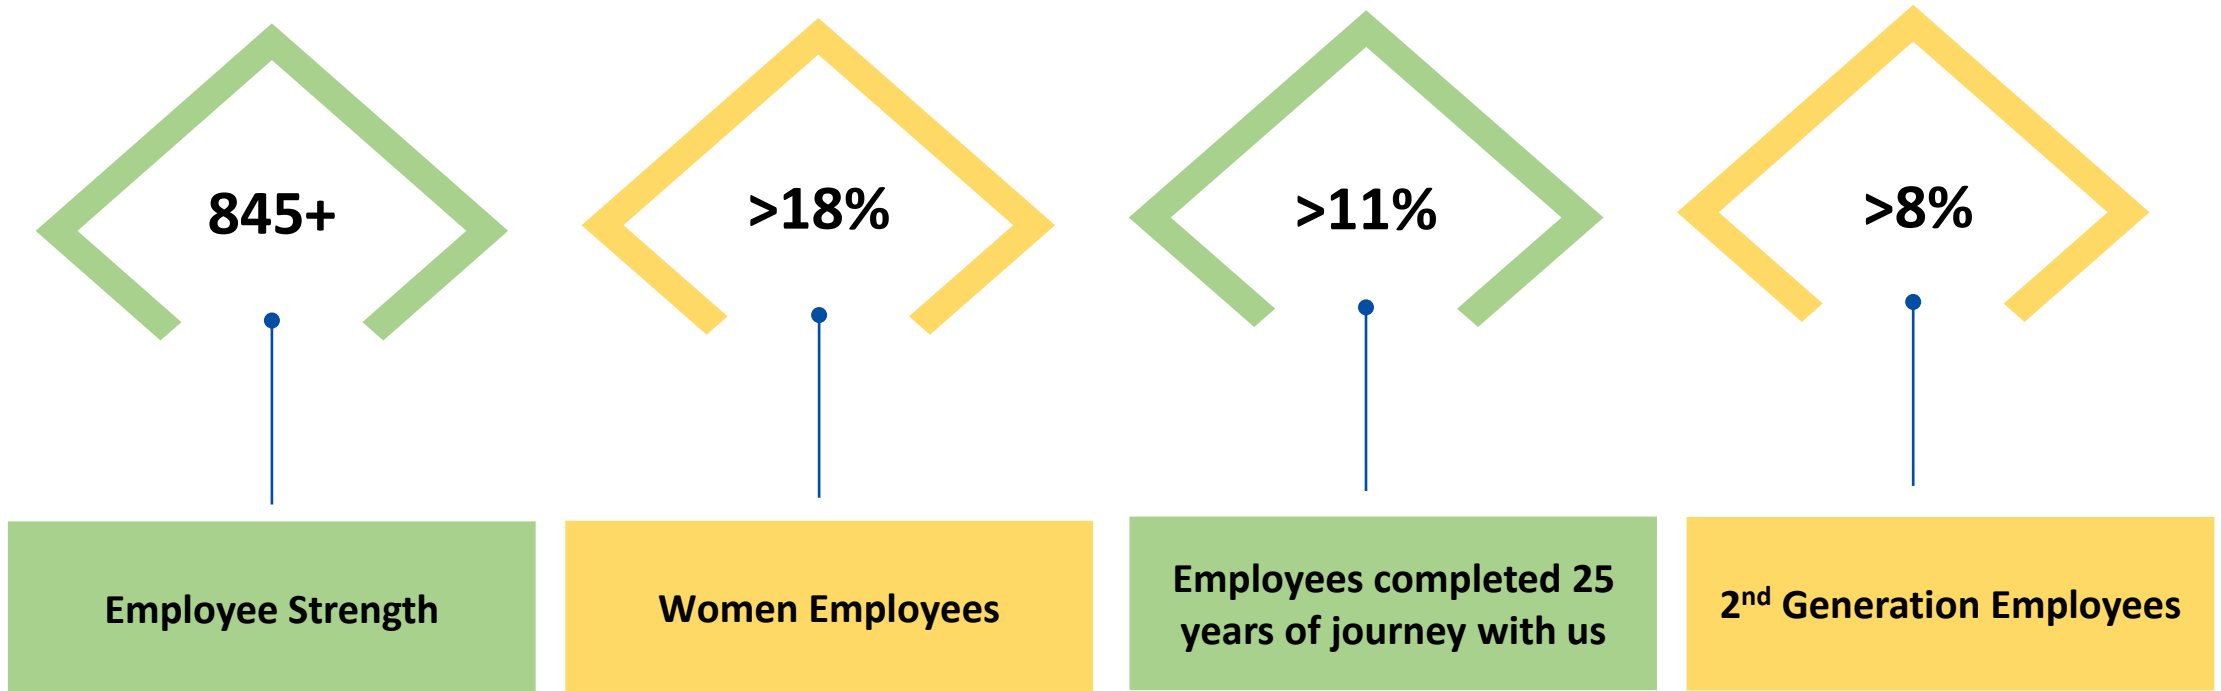 845+
>18%
>11%
>8%
Employee Strength
Women Employees
Employees completed 25
years of journey with us
2nd Generation Employees